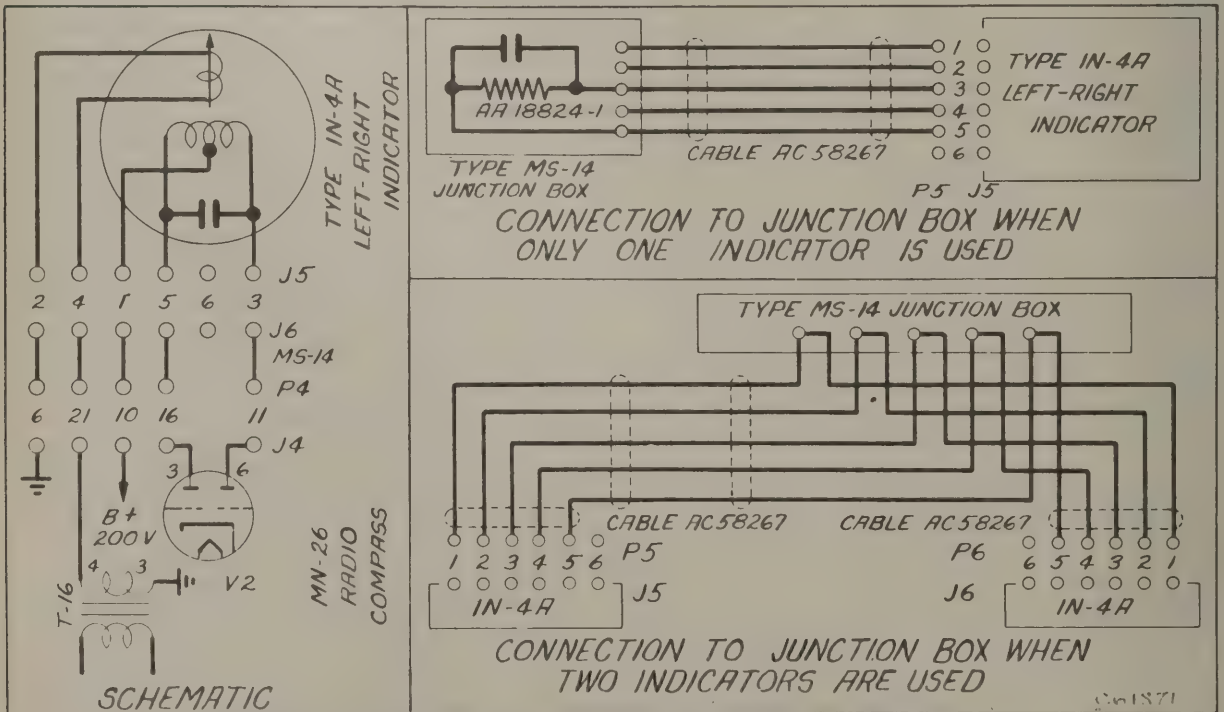 TYPE IN-4A
LEFT-RIGHT
INDICATOR
J5
2 4 1 5 6 3
J6
MS-14
P4
6 21 10 16 11
J4
3 6
B+
200 V
V2
4 3
T-16
MN-26
RADIO
COMPASS
SCHEMATIC
AA 18824-1
TYPE MS-14
JUNCTION BOX
CABLE AC 58267
1
2
3
4
5
6
P5 J5
TYPE IN-4A
LEFT-RIGHT
INDICATOR
CONNECTION TO JUNCTION BOX WHEN
ONLY ONE INDICATOR IS USED
TYPE MS-14 JUNCTION BOX
CABLE AC 58267 CABLE AC 58267
1 2 3 4 5 6 P5
J5
IN-4A
P6 6 5 4 3 2 1
J6
IN-4A
CONNECTION TO JUNCTION BOX WHEN
TWO INDICATORS ARE USED